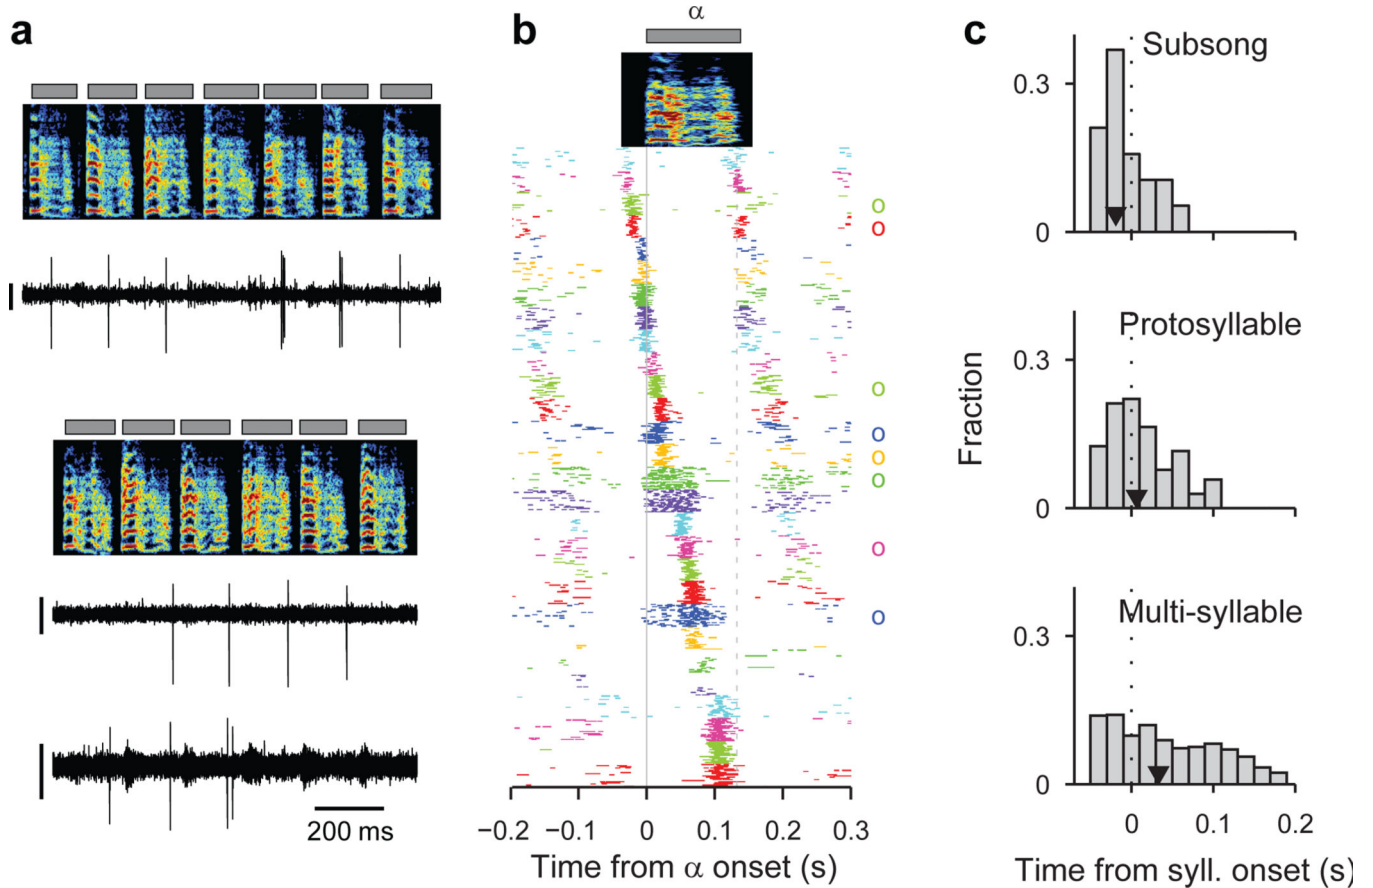 a
200 ms
b
α
O
O
O
O
O
O
O
O
−0.2 −0.1 0 0.1 0.2 0.3
Time from α onset (s)
c
Subsong
0.3
0
Protosyllable
0.3
0
Fraction
Multi-syllable
0.3
0
0 0.1 0.2
Time from syll. onset (s)